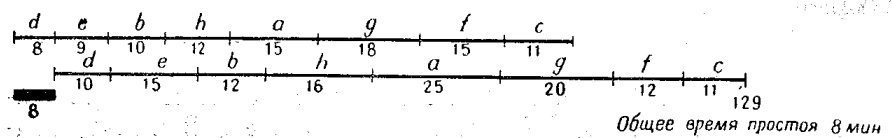 d e b h a g f c
8 9 10 12 15 18 15 11
d e b h a g f c
10 15 12 16 25 20 12 11 129
8
Общее время простоя 8 мин